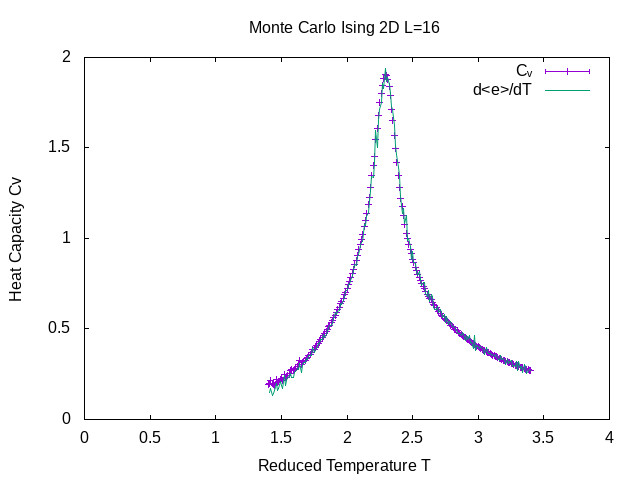 Monte Carlo Ising 2D L=16
2
1.5
1
0.5
0
0
0.5
1
1.5
2
2.5
3
3.5
4
Heat Capacity Cv
Reduced Temperature T
Cᵥ
d<e>/dT